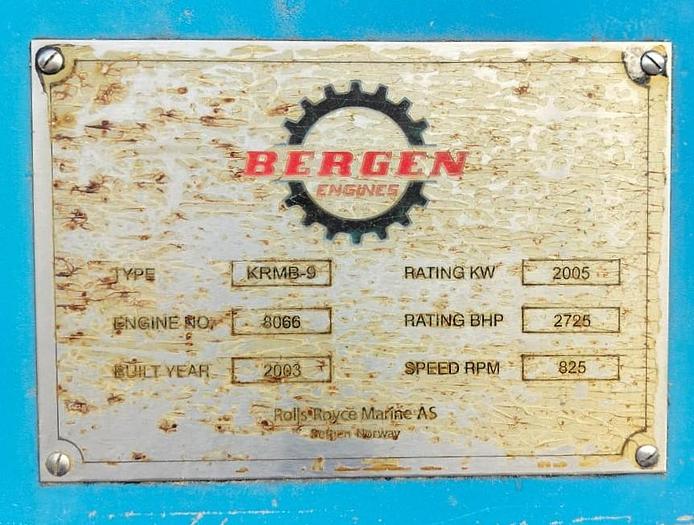 BERGEN
ENGINES
TYPE KRMB-9 RATING KW 2005
ENGINE NO. 8066 RATING BHP 2725
BUILT YEAR 2003 SPEED RPM 825
Rolls Royce Marine AS
Bergen Norway